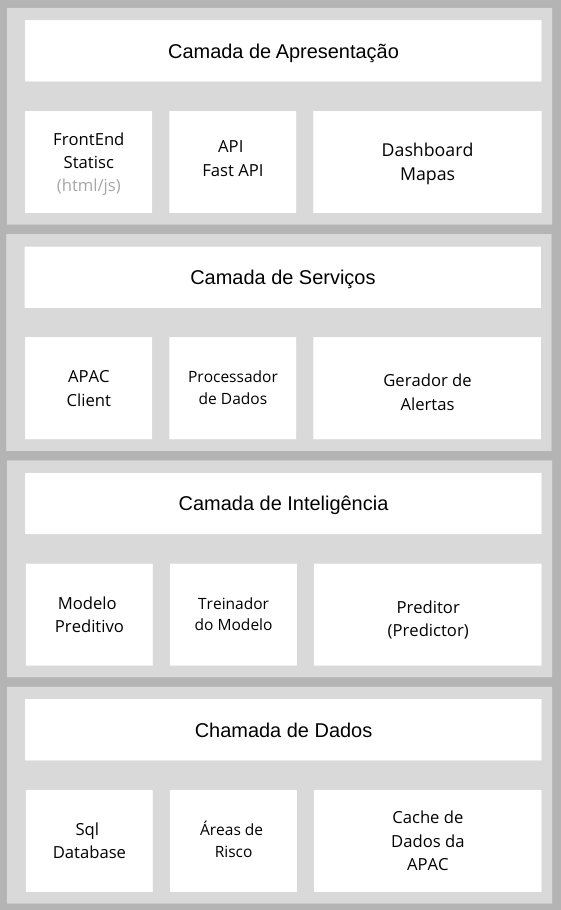 Camada de Apresentação
FrontEnd
Statisc
(html/js)
API
Fast API
Dashboard
Mapas
Camada de Serviços
APAC
Client
Processador
de Dados
Gerador de
Alertas
Camada de Inteligência
Modelo
Preditivo
Treinador
do Modelo
Preditor
(Predictor)
Chamada de Dados
Sql
Database
Áreas de
Risco
Cache de
Dados da
APAC